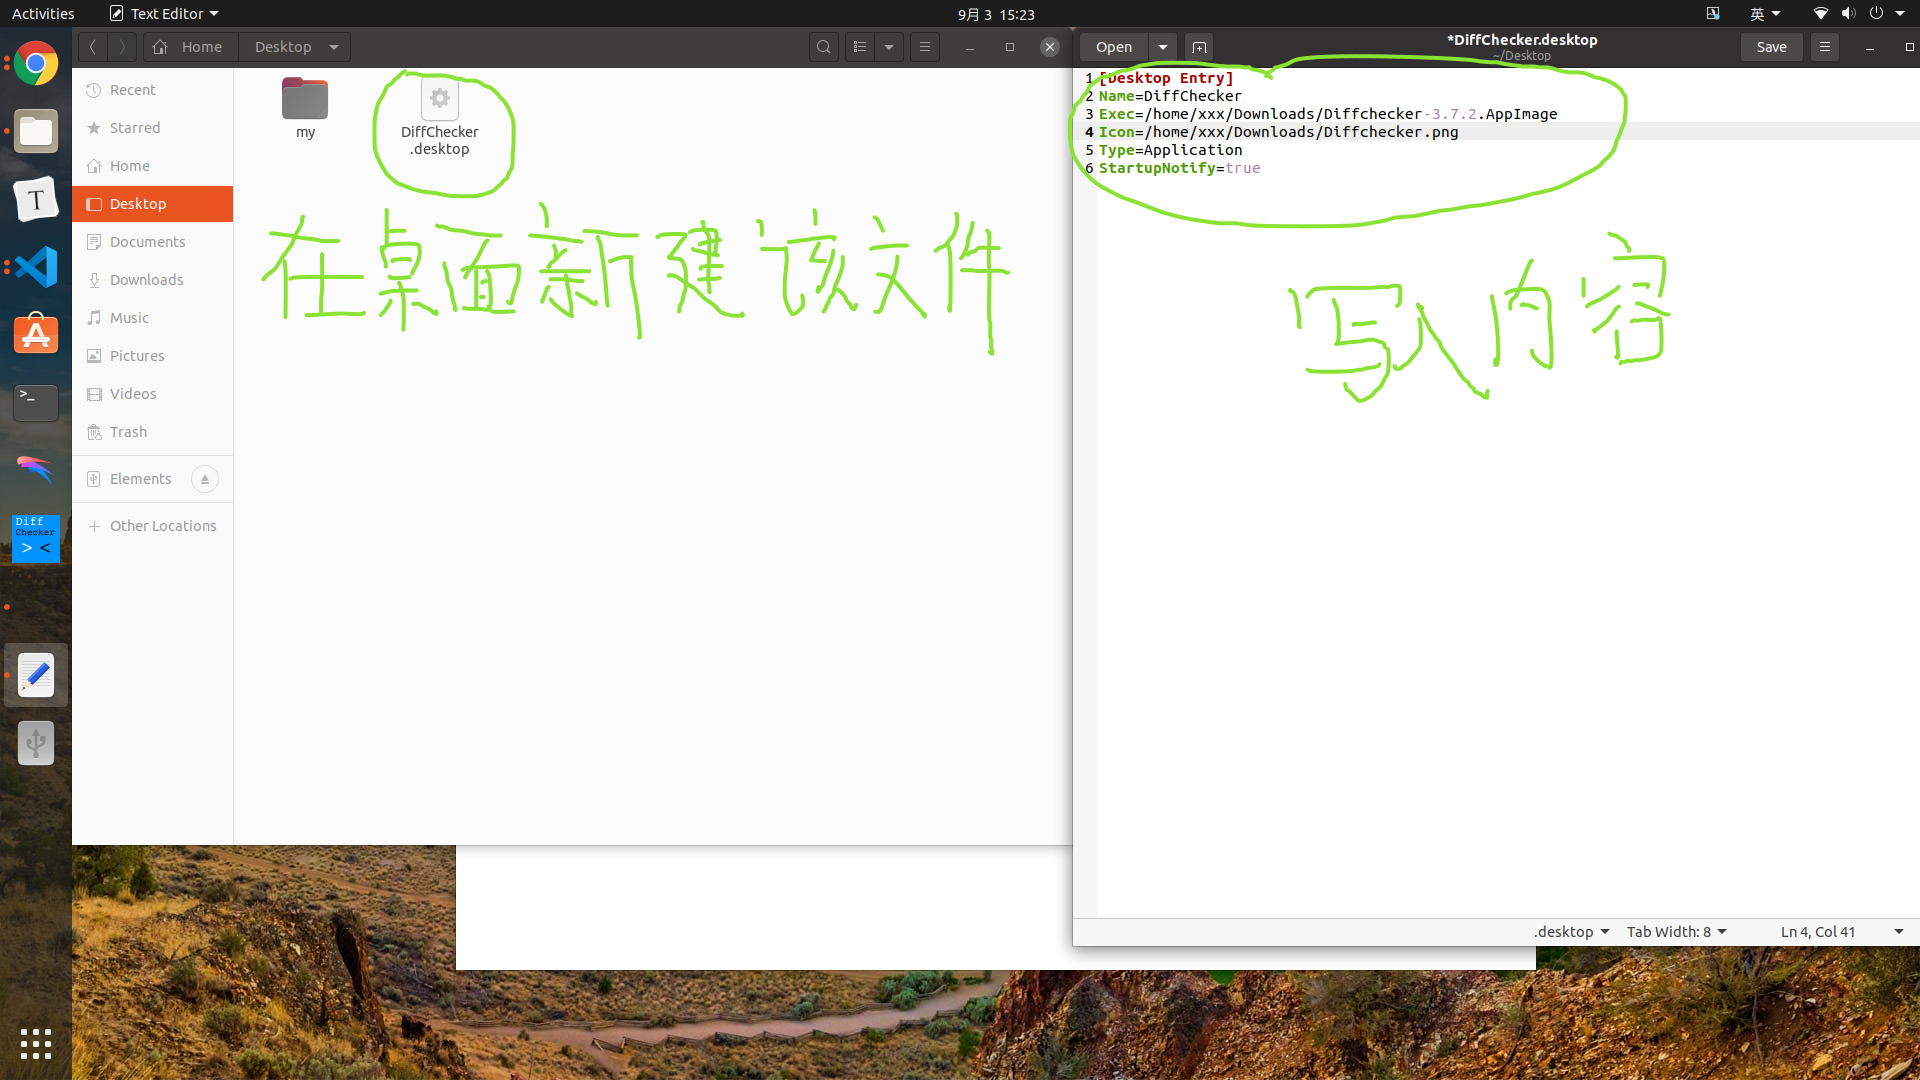 Activities
Text Editor
9月 3 15:23
英
Home
Desktop
Open
*DiffChecker.desktop
~/Desktop
Save
Recent
Starred
Home
Desktop
Documents
Downloads
Music
Pictures
Videos
Trash
Elements
Other Locations
my
DiffChecker
.desktop
在桌面新建该文件
1 [Desktop Entry]
2 Name=DiffChecker
3 Exec=/home/xxx/Downloads/Diffchecker-3.7.2.AppImage
4 Icon=/home/xxx/Downloads/Diffchecker.png
5 Type=Application
6 StartupNotify=true
写入内容
T
>_
Diff
Checker
> <
.desktop
Tab Width: 8
Ln 4, Col 41